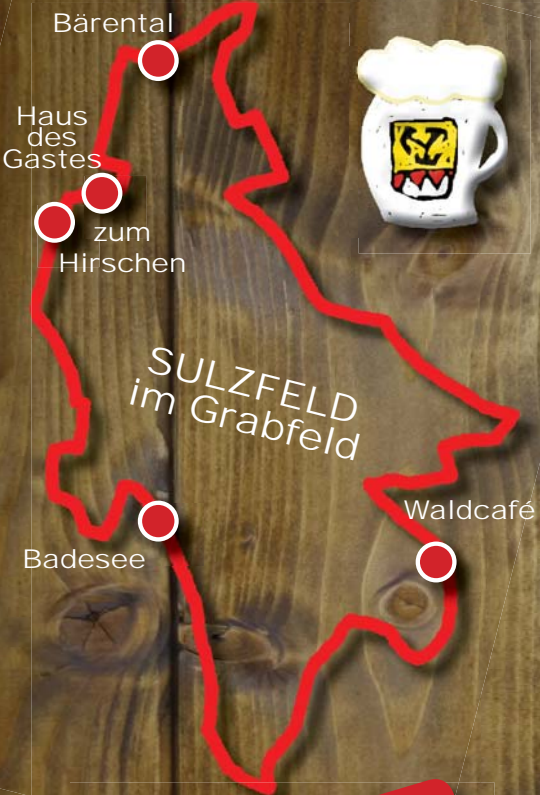 Bärental
Haus
des
Gastes
zum
Hirschen
SULZFELD
im Grabfeld
Waldcafé
Badesee